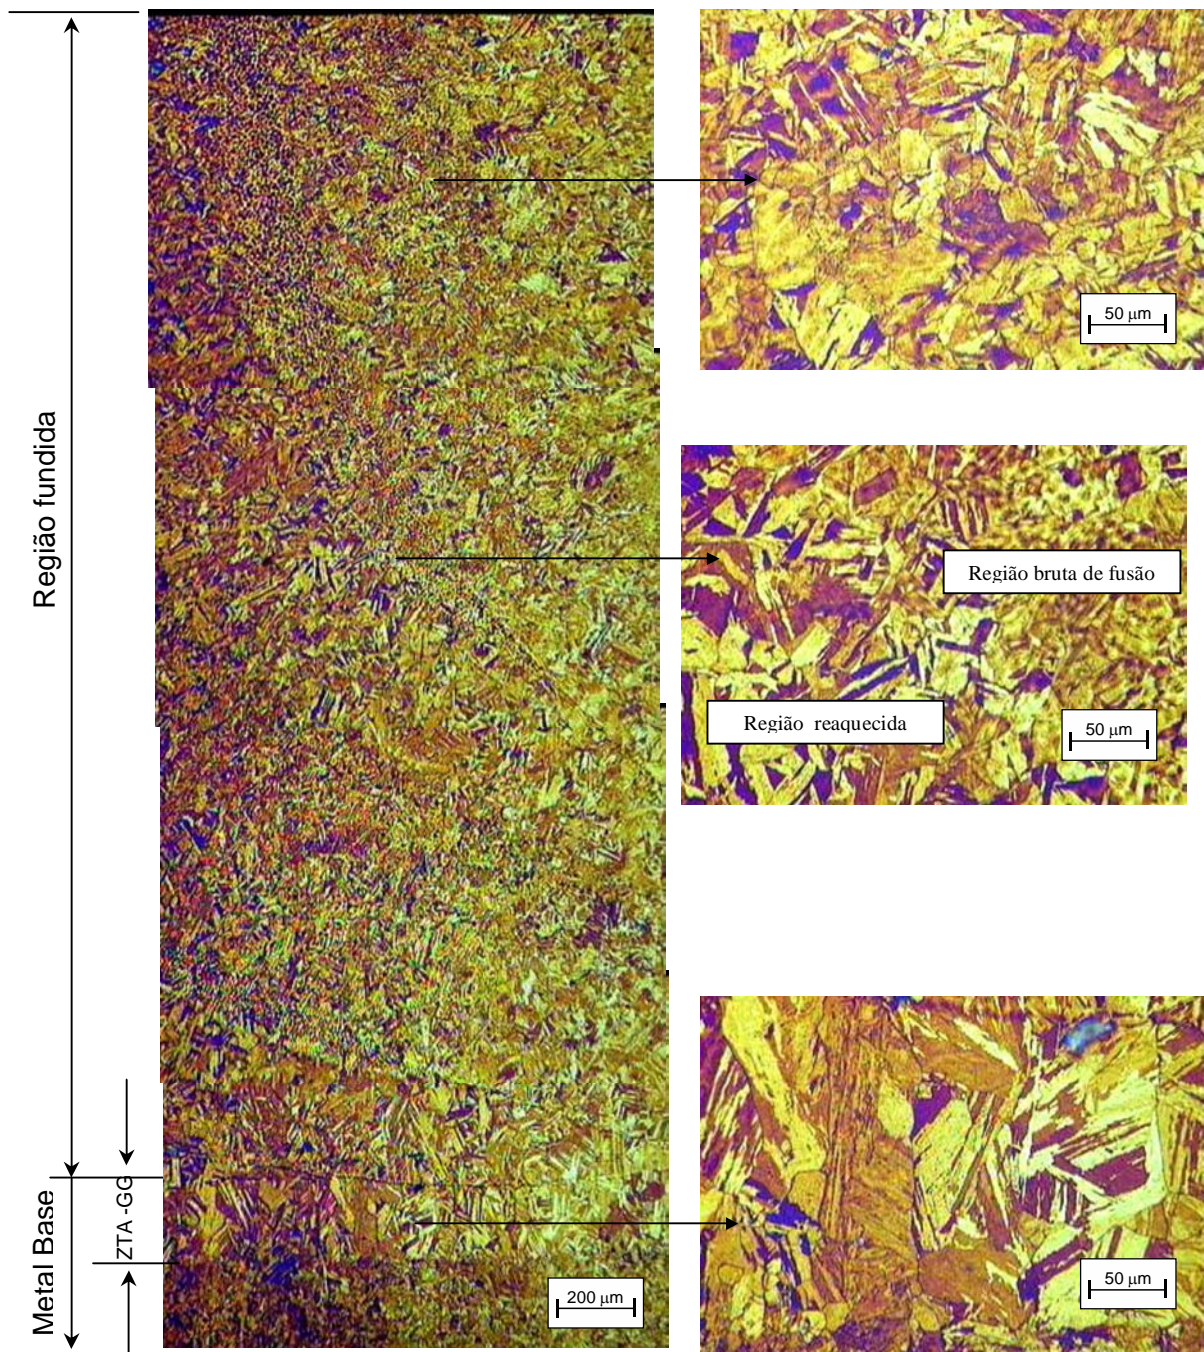 Região fundida
50 µm
Região bruta de fusão
Região reaquecida
50 µm
Metal Base
ZTA -GG
200 µm
50 µm